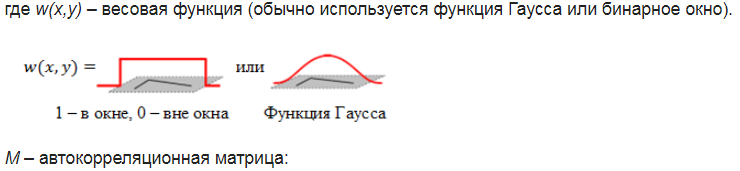 где w(x,y) – весовая функция (обычно используется функция Гаусса или бинарное окно).
w(x, y) = или
1 – в окне, 0 – вне окна Функция Гаусса
M – автокорреляционная матрица: